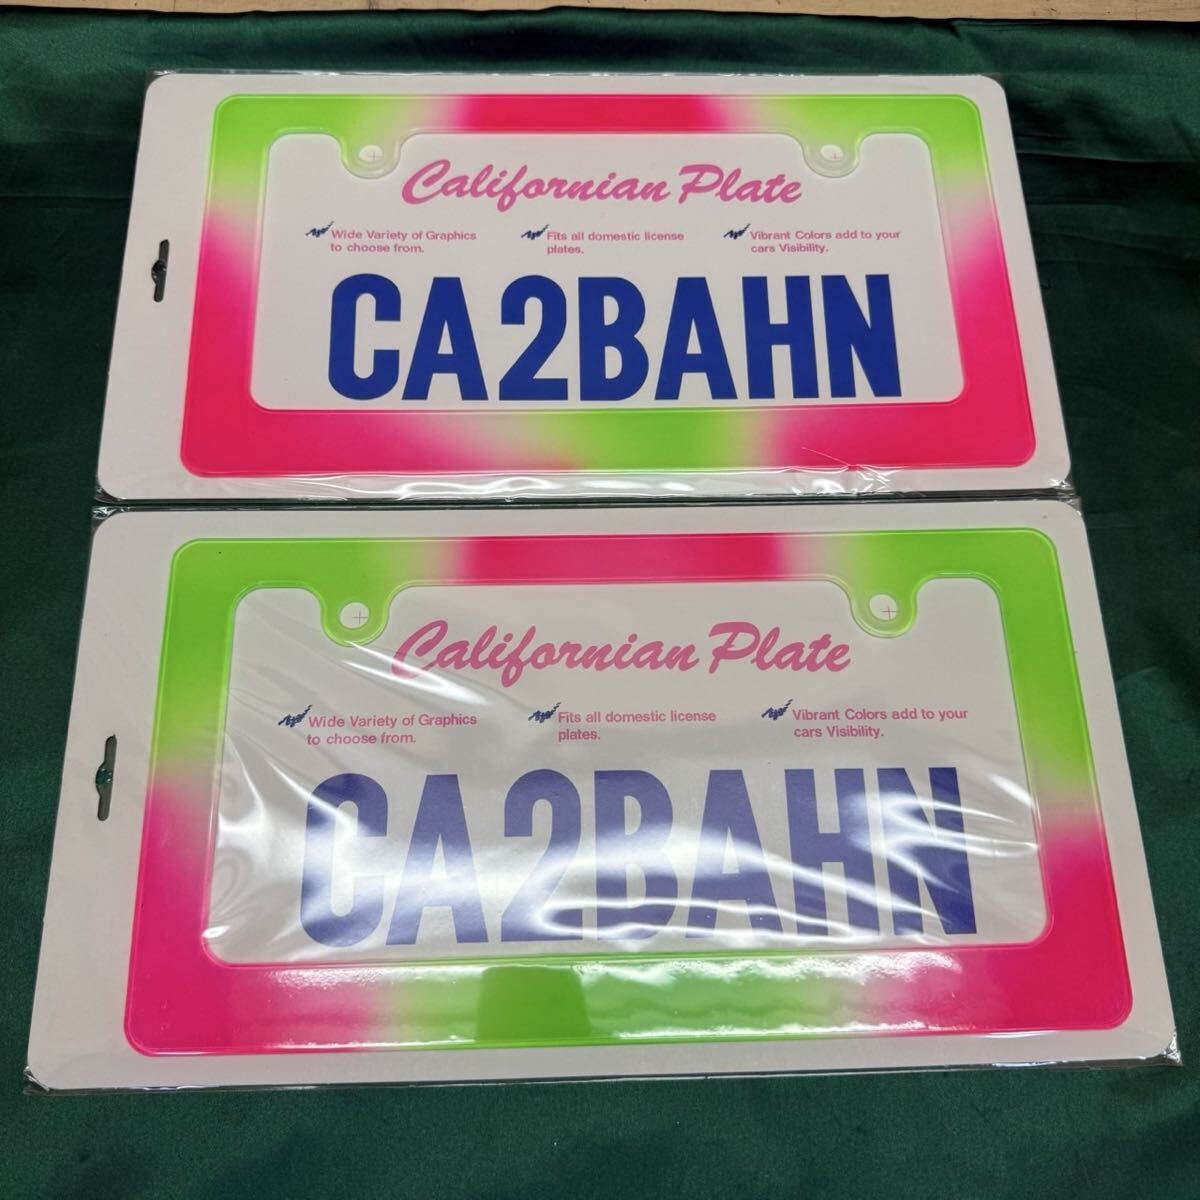 Californian Plate
Wide Variety of Graphics
to choose from.
Fits all domestic license
plates.
Vibrant Colors add to your
cars Visibility.
CA2BAHN
Californian Plate
Wide Variety of Graphics
to choose from.
Fits all domestic license
plates.
Vibrant Colors add to your
cars Visibility.
CA2BAHN